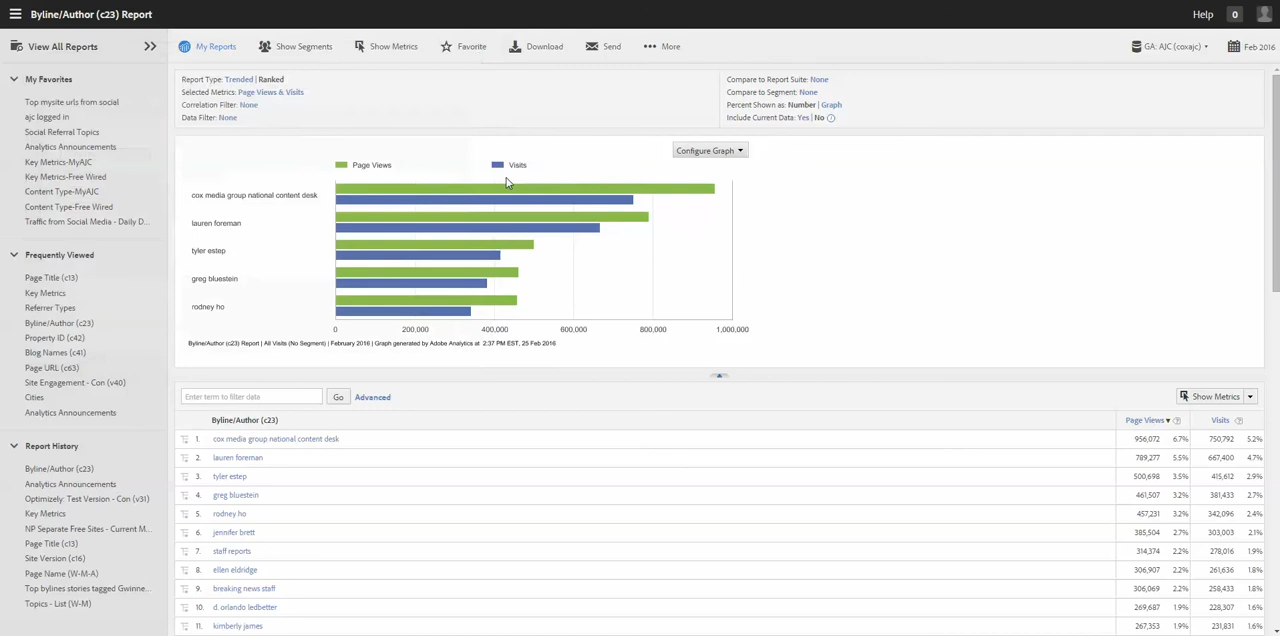 Byline/Author (c23) Report
Help
0
View All Reports
My Reports
Show Segments
Show Metrics
Favorite
Download
Send
More
GA: AJC (coxajc)
Feb 2016
My Favorites
Top mysite urls from social
ajc logged in
Social Referral Topics
Analytics Announcements
Key Metrics-MyAJC
Key Metrics-Free Wired
Content Type-MyAJC
Content Type-Free Wired
Traffic from Social Media - Daily D...
Frequently Viewed
Page Title (c13)
Key Metrics
Referrer Types
Byline/Author (c23)
Property ID (c42)
Blog Names (c41)
Page URL (c63)
Site Engagement - Con (v40)
Cities
Analytics Announcements
Report History
Byline/Author (c23)
Analytics Announcements
Optimizely: Test Version - Con (v31)
Key Metrics
NP Separate Free Sites - Current M...
Page Title (c13)
Site Version (c16)
Page Name (W-M-A)
Top bylines stories tagged Gwinne...
Topics - List (W-M)
Report Type: Trended | Ranked
Selected Metrics: Page Views & Visits
Correlation Filter: None
Data Filter: None
Compare to Report Suite: None
Compare to Segment: None
Percent Shown as: Number | Graph
Include Current Data: Yes | No
Configure Graph
Page Views Visits
cox media group national content desk
lauren foreman
tyler estep
greg bluestein
rodney ho
0 200,000 400,000 600,000 800,000 1,000,000
Byline/Author (c23) Report | All Visits (No Segment) | February 2016 | Graph generated by Adobe Analytics at 2:37 PM EST, 25 Feb 2016
Enter term to filter data Go Advanced Show Metrics
Byline/Author (c23) Page Views Visits
1. cox media group national content desk 956,072 6.7% 750,792 5.2%
2. lauren foreman 789,277 5.5% 667,400 4.7%
3. tyler estep 500,698 3.5% 415,612 2.9%
4. greg bluestein 461,507 3.2% 381,433 2.7%
5. rodney ho 457,231 3.2% 342,096 2.4%
6. jennifer brett 385,504 2.7% 303,003 2.1%
7. staff reports 314,374 2.2% 278,016 1.9%
8. ellen eldridge 306,907 2.2% 261,636 1.8%
9. breaking news staff 306,069 2.2% 258,433 1.8%
10. d. orlando ledbetter 269,687 1.9% 228,307 1.6%
11. kimberly james 267,353 1.9% 231,831 1.6%